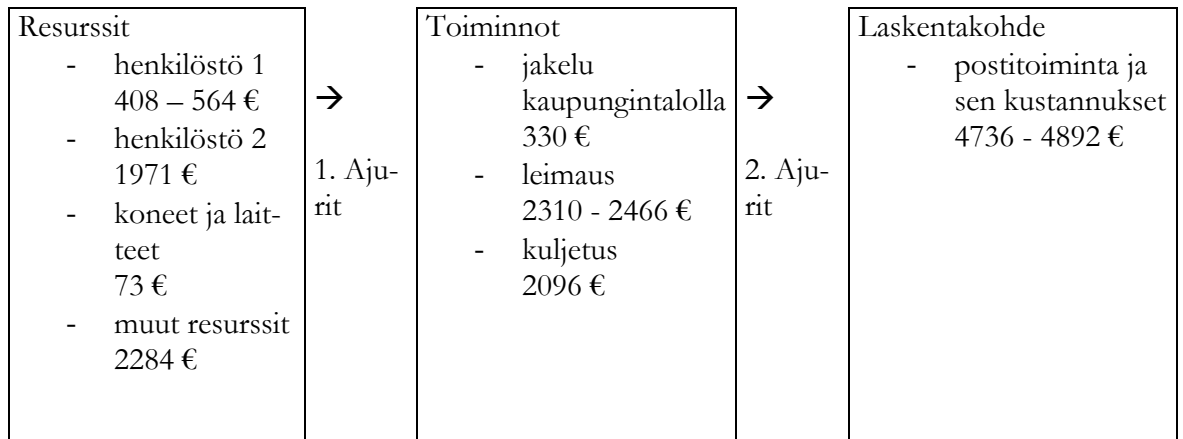 Resurssit
- henkilöstö 1
408 – 564 €
- henkilöstö 2
1971 €
- koneet ja lait-
teet
73 €
- muut resurssit
2284 €
→
1. Aju-
rit
Toiminnot
- jakelu
kaupungintalolla
330 €
- leimaus
2310 - 2466 €
- kuljetus
2096 €
→
2. Aju-
rit
Laskentakohde
- postitoiminta ja
sen kustannukset
4736 - 4892 €